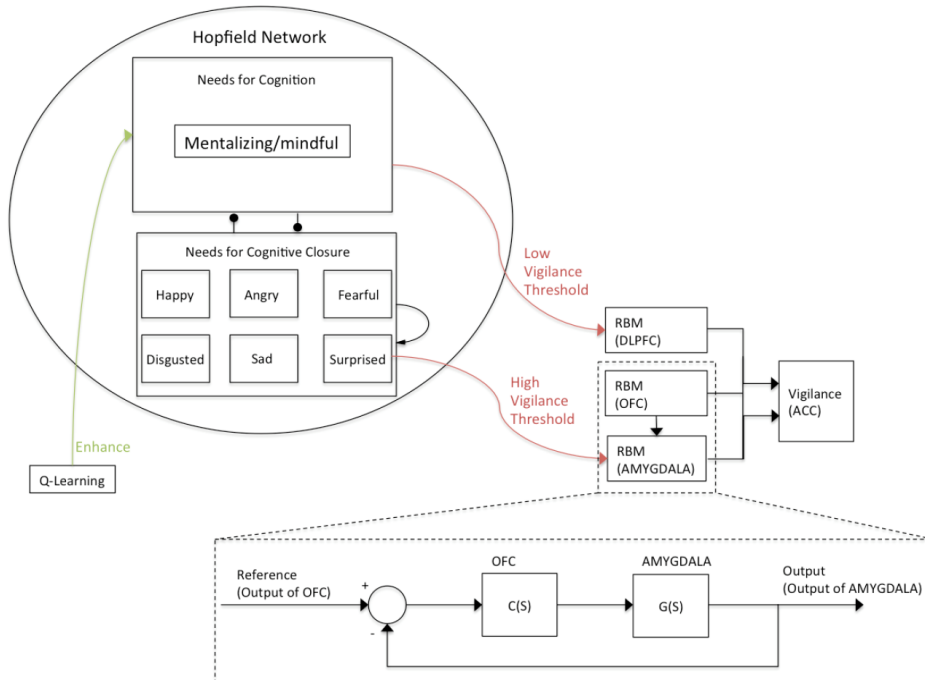 Hopfield Network
Needs for Cognition
Mentalizing/mindful
Needs for Cognitive Closure
Happy
Angry
Fearful
Disgusted
Sad
Surprised
Enhance
Q-Learning
Low
Vigilance
Threshold
High
Vigilance
Threshold
RBM
(DLPFC)
RBM
(OFC)
RBM
(AMYGDALA)
Vigilance
(ACC)
Reference
(Output of OFC)
+
-
OFC
C(S)
AMYGDALA
G(S)
Output
(Output of AMYGDALA)